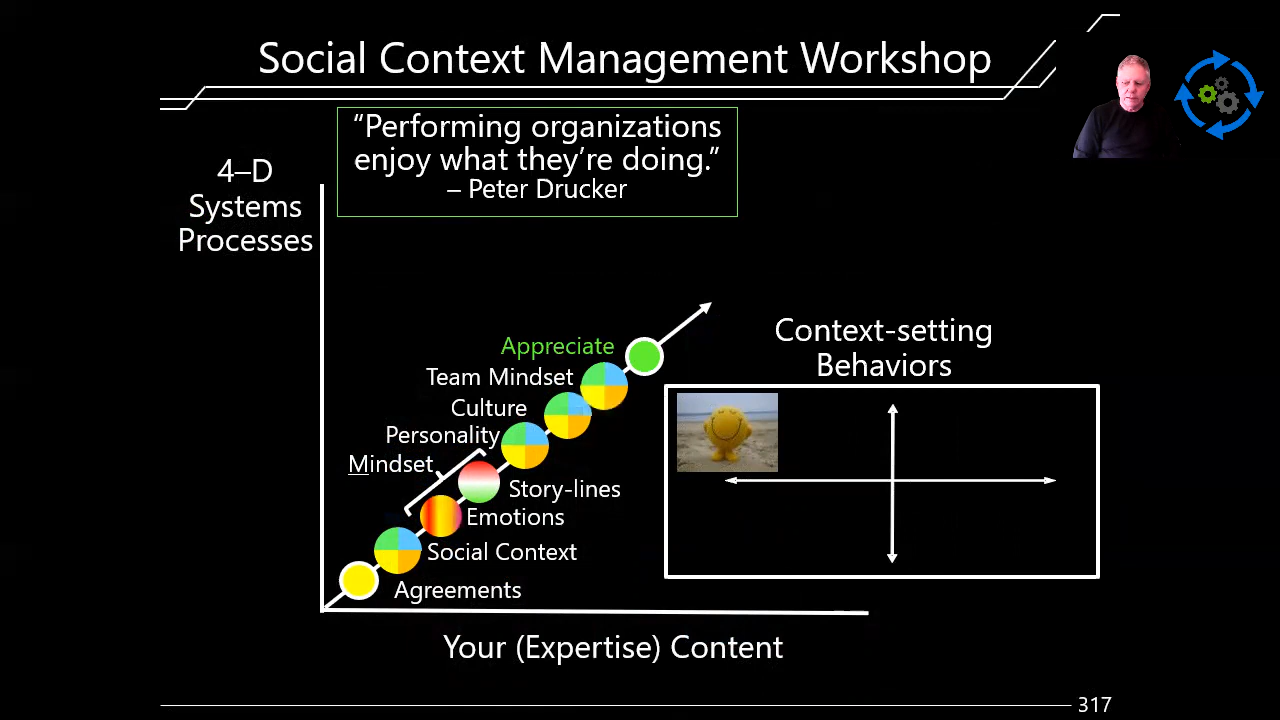 Social Context Management Workshop
“Performing organizations
enjoy what they’re doing.”
– Peter Drucker
4–D
Systems
Processes
Context-setting
Behaviors
Appreciate
Team Mindset
Culture
Personality
Mindset
Story-lines
Emotions
Social Context
Agreements
Your (Expertise) Content
317